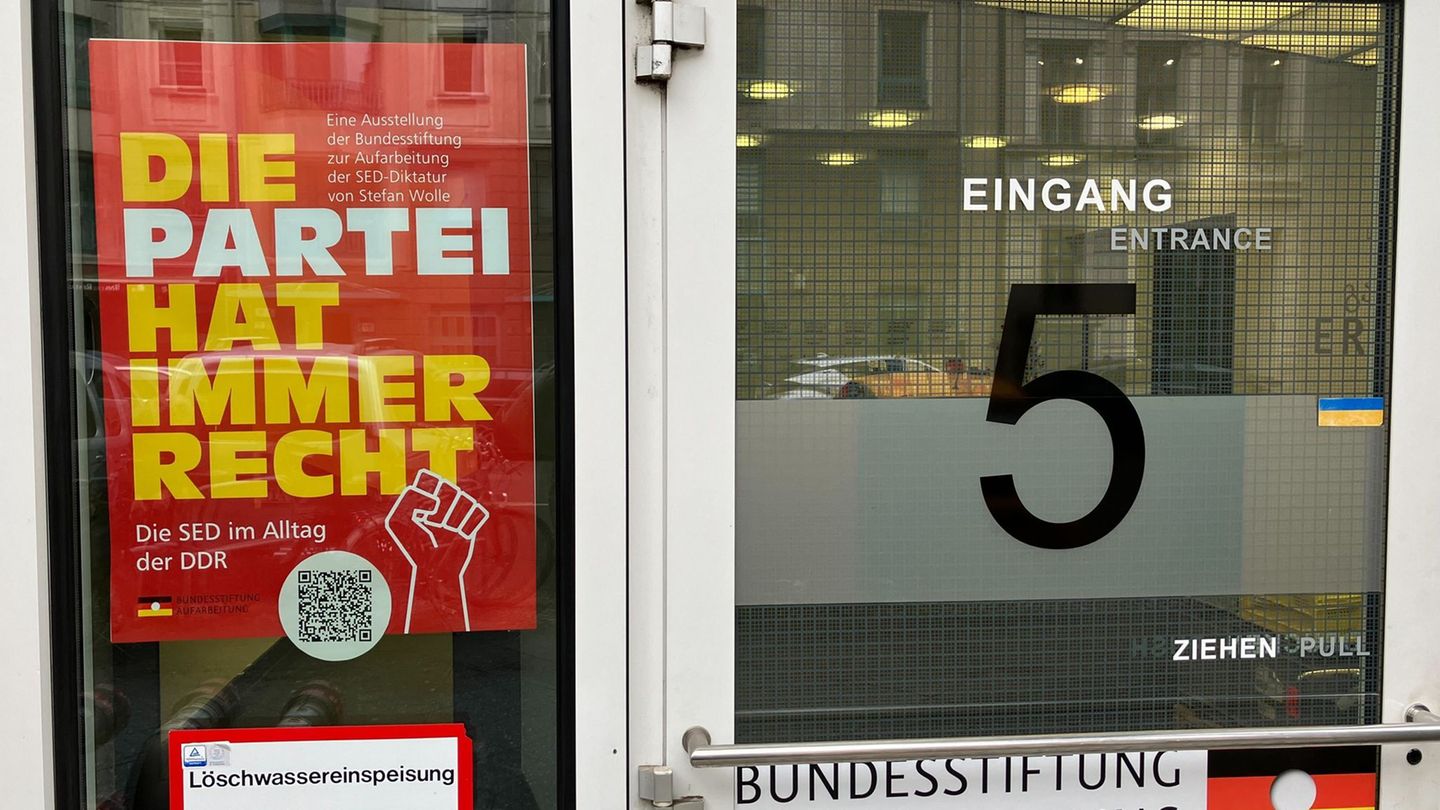 Eine Ausstellung
der Bundesstiftung
zur Aufarbeitung
der SED-Diktatur
von Stefan Wolle
DIE
PARTEI
HAT
IMMER
RECHT
Die SED im Alltag
der DDR
BUNDESSTIFTUNG
AUFARBEITUNG
Löschwassereinspeisung
EINGANG
ENTRANCE
5
ER
ZIEHEN PULL
BUNDESSTIFTUNG